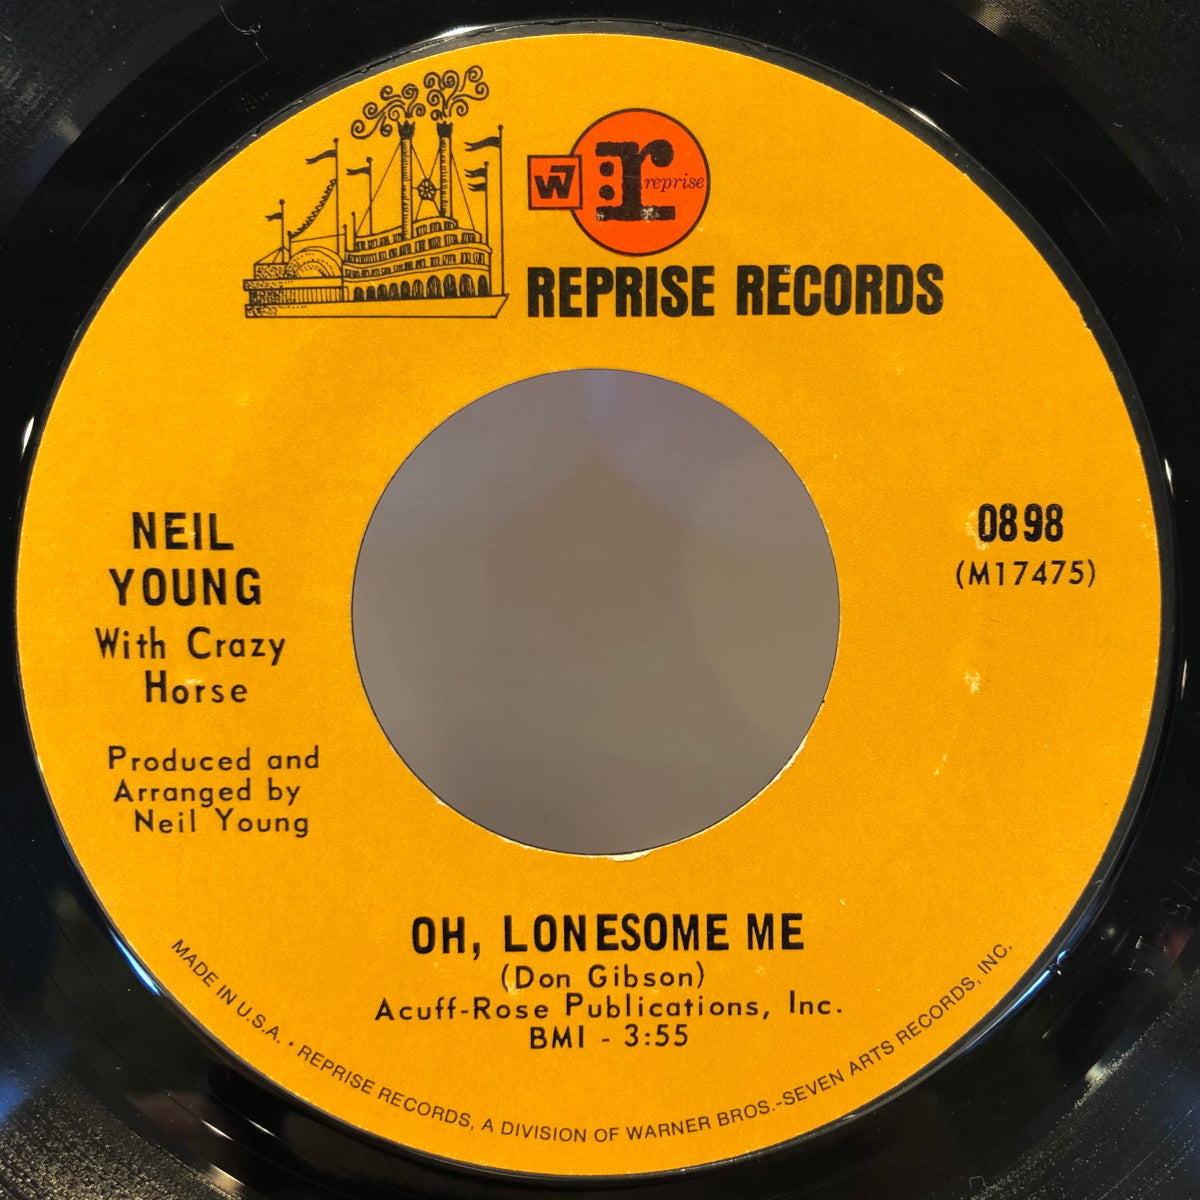 W7
r
reprise
REPRISE RECORDS
NEIL
YOUNG
With Crazy
Horse
Produced and
Arranged by
Neil Young
0898
(M17475)
OH, LONESOME ME
(Don Gibson)
Acuff-Rose Publications, Inc.
BMI - 3:55
MADE IN U.S.A. • REPRISE RECORDS, A DIVISION OF WARNER BROS.-SEVEN ARTS RECORDS, INC.